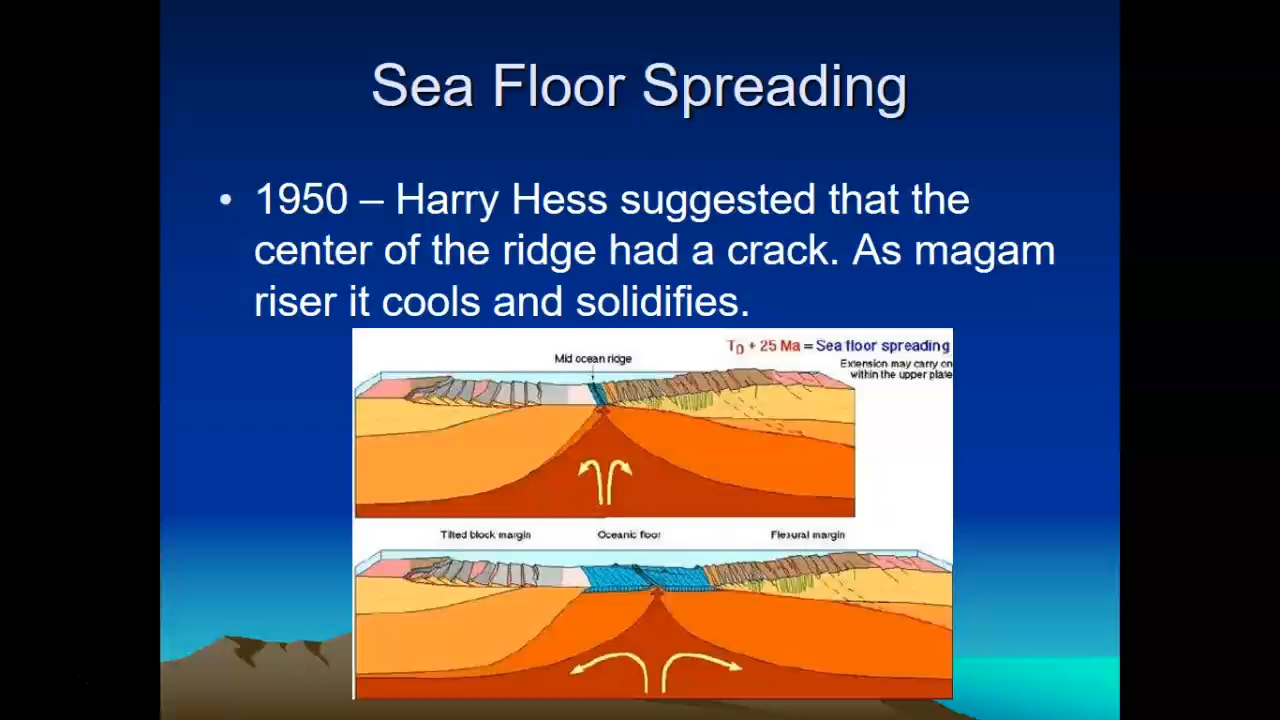 Sea Floor Spreading
• 1950 – Harry Hess suggested that the
center of the ridge had a crack. As magam
riser it cools and solidifies.
T0 + 25 Ma = Sea floor spreading
Mid ocean ridge
Extension may carry on
within the upper plate
Tilted block margin
Oceanic floor
Flexural margin